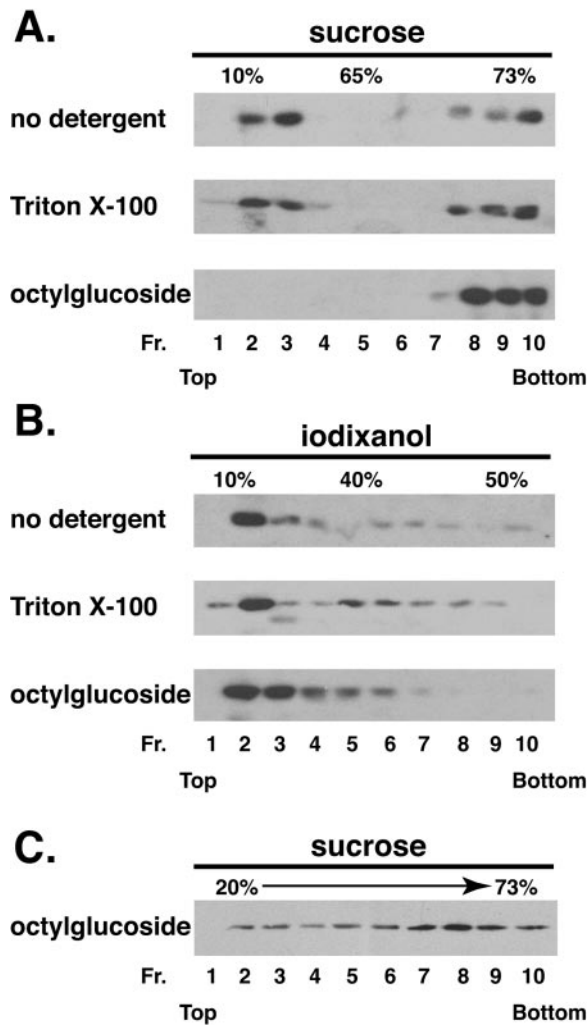 A.
sucrose
10% 65% 73%
no detergent
Triton X-100
octylglucoside
Fr. 1 2 3 4 5 6 7 8 9 10
Top Bottom
B.
iodixanol
10% 40% 50%
no detergent
Triton X-100
octylglucoside
Fr. 1 2 3 4 5 6 7 8 9 10
Top Bottom
C.
sucrose
20% 73%
octylglucoside
Fr. 1 2 3 4 5 6 7 8 9 10
Top Bottom